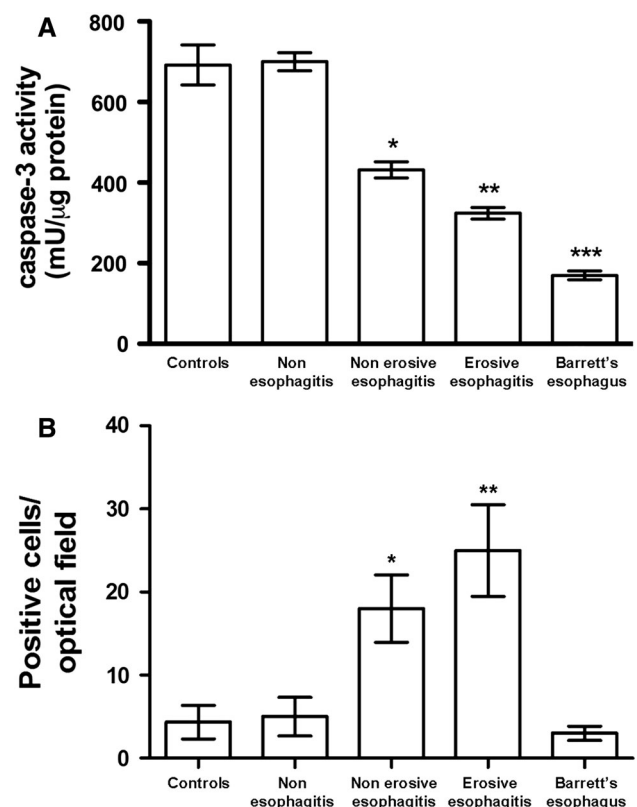 A
caspase-3 activity
(mU/µg protein)
800
600
400
200
0
*
**
***
Controls
Non
esophagitis
Non erosive
esophagitis
Erosive
esophagitis
Barrett's
esophagus
B
Positive cells/
optical field
40
30
20
10
0
*
**
Controls
Non
esophagitis
Non erosive
esophagitis
Erosive
esophagitis
Barrett's
esophagus